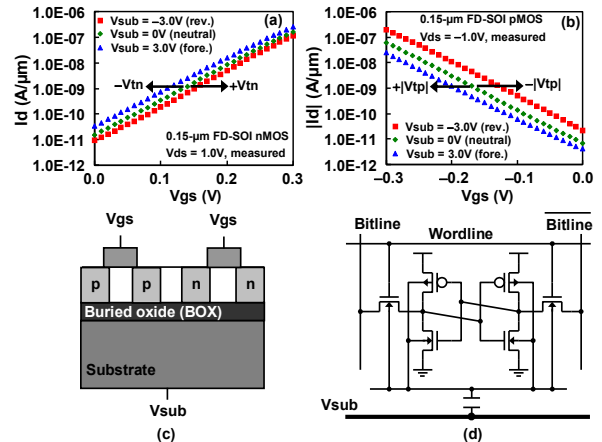 (a)
Vsub = –3.0V (rev.)
Vsub = 0V (neutral)
Vsub = 3.0V (fore.)
–Vtn
+Vtn
0.15-μm FD-SOI nMOS
Vds = 1.0V, measured
Id (A/μm)
1.0E-06
1.0E-07
1.0E-08
1.0E-09
1.0E-10
1.0E-11
1.0E-12
0.0
0.1
0.2
0.3
Vgs (V)
(b)
0.15-μm FD-SOI pMOS
Vds = –1.0V, measured
+|Vtp|
–|Vtp|
Vsub = –3.0V (rev.)
Vsub = 0V (neutral)
Vsub = 3.0V (fore.)
|Id| (A/μm)
1.0E-06
1.0E-07
1.0E-08
1.0E-09
1.0E-10
1.0E-11
1.0E-12
–0.3
–0.2
–0.1
0.0
Vgs (V)
Vgs
Vgs
p
p
n
n
Buried oxide (BOX)
Substrate
Vsub
(c)
Bitline
Bitline
Wordline
Vsub
(d)